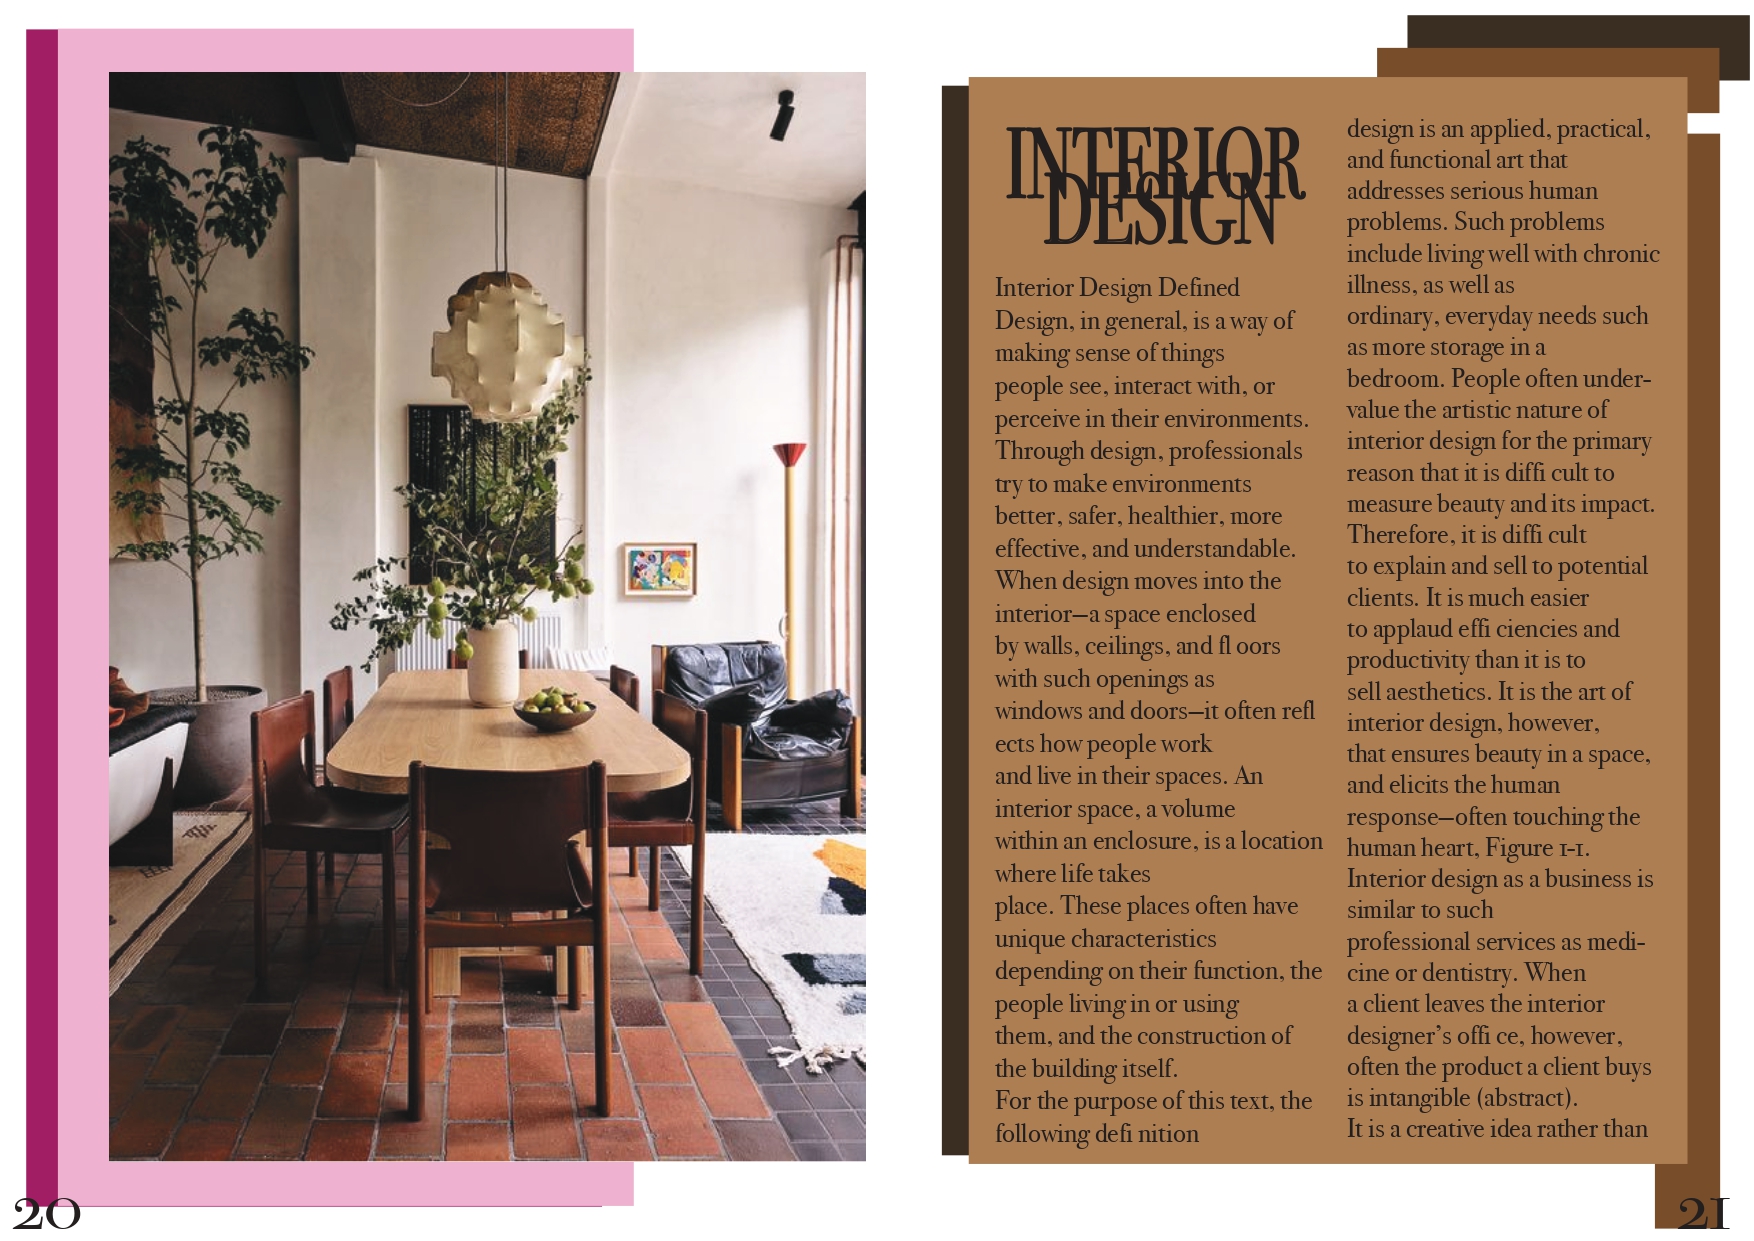 INTERIOR
DESIGN
Interior Design Defined
Design, in general, is a way of
making sense of things
people see, interact with, or
perceive in their environments.
Through design, professionals
try to make environments
better, safer, healthier, more
effective, and understandable.
When design moves into the
interior—a space enclosed
by walls, ceilings, and fl oors
with such openings as
windows and doors—it often refl
ects how people work
and live in their spaces. An
interior space, a volume
within an enclosure, is a location
where life takes
place. These places often have
unique characteristics
depending on their function, the
people living in or using
them, and the construction of
the building itself.
For the purpose of this text, the
following defi nition
design is an applied, practical,
and functional art that
addresses serious human
problems. Such problems
include living well with chronic
illness, as well as
ordinary, everyday needs such
as more storage in a
bedroom. People often under-
value the artistic nature of
interior design for the primary
reason that it is diffi cult to
measure beauty and its impact.
Therefore, it is diffi cult
to explain and sell to potential
clients. It is much easier
to applaud effi ciencies and
productivity than it is to
sell aesthetics. It is the art of
interior design, however,
that ensures beauty in a space,
and elicits the human
response—often touching the
human heart, Figure 1-1.
Interior design as a business is
similar to such
professional services as medi-
cine or dentistry. When
a client leaves the interior
designer’s offi ce, however,
often the product a client buys
is intangible (abstract).
It is a creative idea rather than
20
21